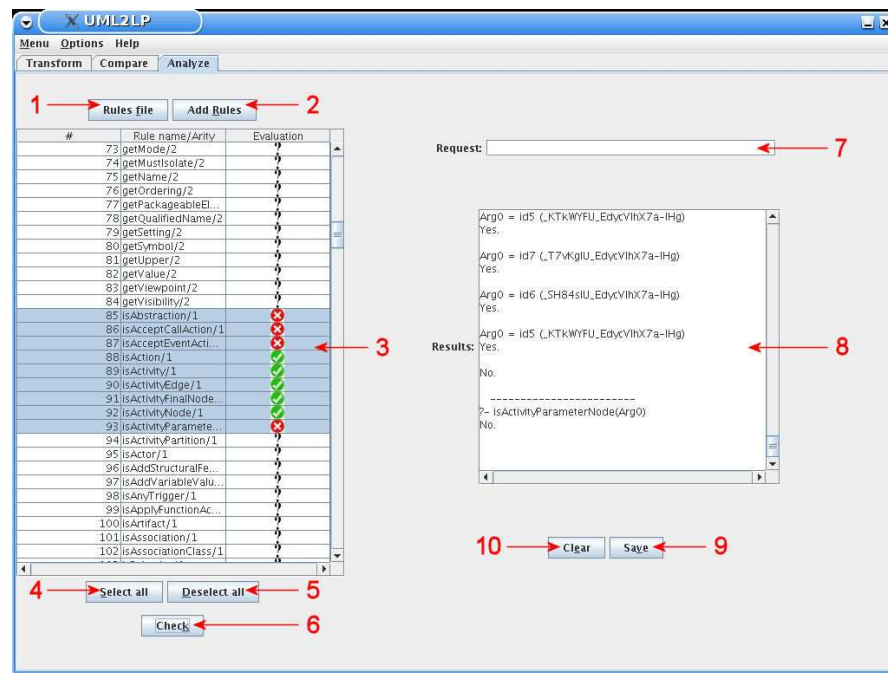 UML2LP
Menu Options Help
Transform Compare Analyze
1 Rules file Add Rules 2
# Rule name/Arity Evaluation
73 getMode/2 ?
74 getMustIsolate/2 ?
75 getName/2 ?
76 getOrdering/2 ?
77 getPackageableEl... ?
78 getQualifiedName/2 ?
79 getSetting/2 ?
80 getSymbol/2 ?
81 getUpper/2 ?
82 getValue/2 ?
83 getViewpoint/2 ?
84 getVisibility/2 ?
85 isAbstraction/1
86 isAcceptCallAction/1
87 isAcceptEventActi...
88 isAction/1
89 isActivity/1
90 isActivityEdge/1
91 isActivityFinalNode...
92 isActivityNode/1
93 isActivityParamete...
94 isActivityPartition/1 ?
95 isActor/1 ?
96 isAddStructuralFe... ?
97 isAddVariableValu... ?
98 isAnyTrigger/1 ?
99 isApplyFunctionAc... ?
100 isArtifact/1 ?
101 isAssociation/1 ?
102 isAssociationClass/1 ?
3
4 Select all Deselect all 5
Check 6
Request: 7
Arg0 = id5 (_KTkWYFU_EdycVIhX7a-IHg)
Yes.
Arg0 = id7 (_T7vKgIU_EdycVIhX7a-IHg)
Yes.
Arg0 = id6 (_SH84sIU_EdycVIhX7a-IHg)
Yes.
Arg0 = id5 (_KTkWYFU_EdycVIhX7a-IHg)
Results: Yes. 8
No.
------------------------
?- isActivityParameterNode(Arg0)
No.
10 Clear Save 9